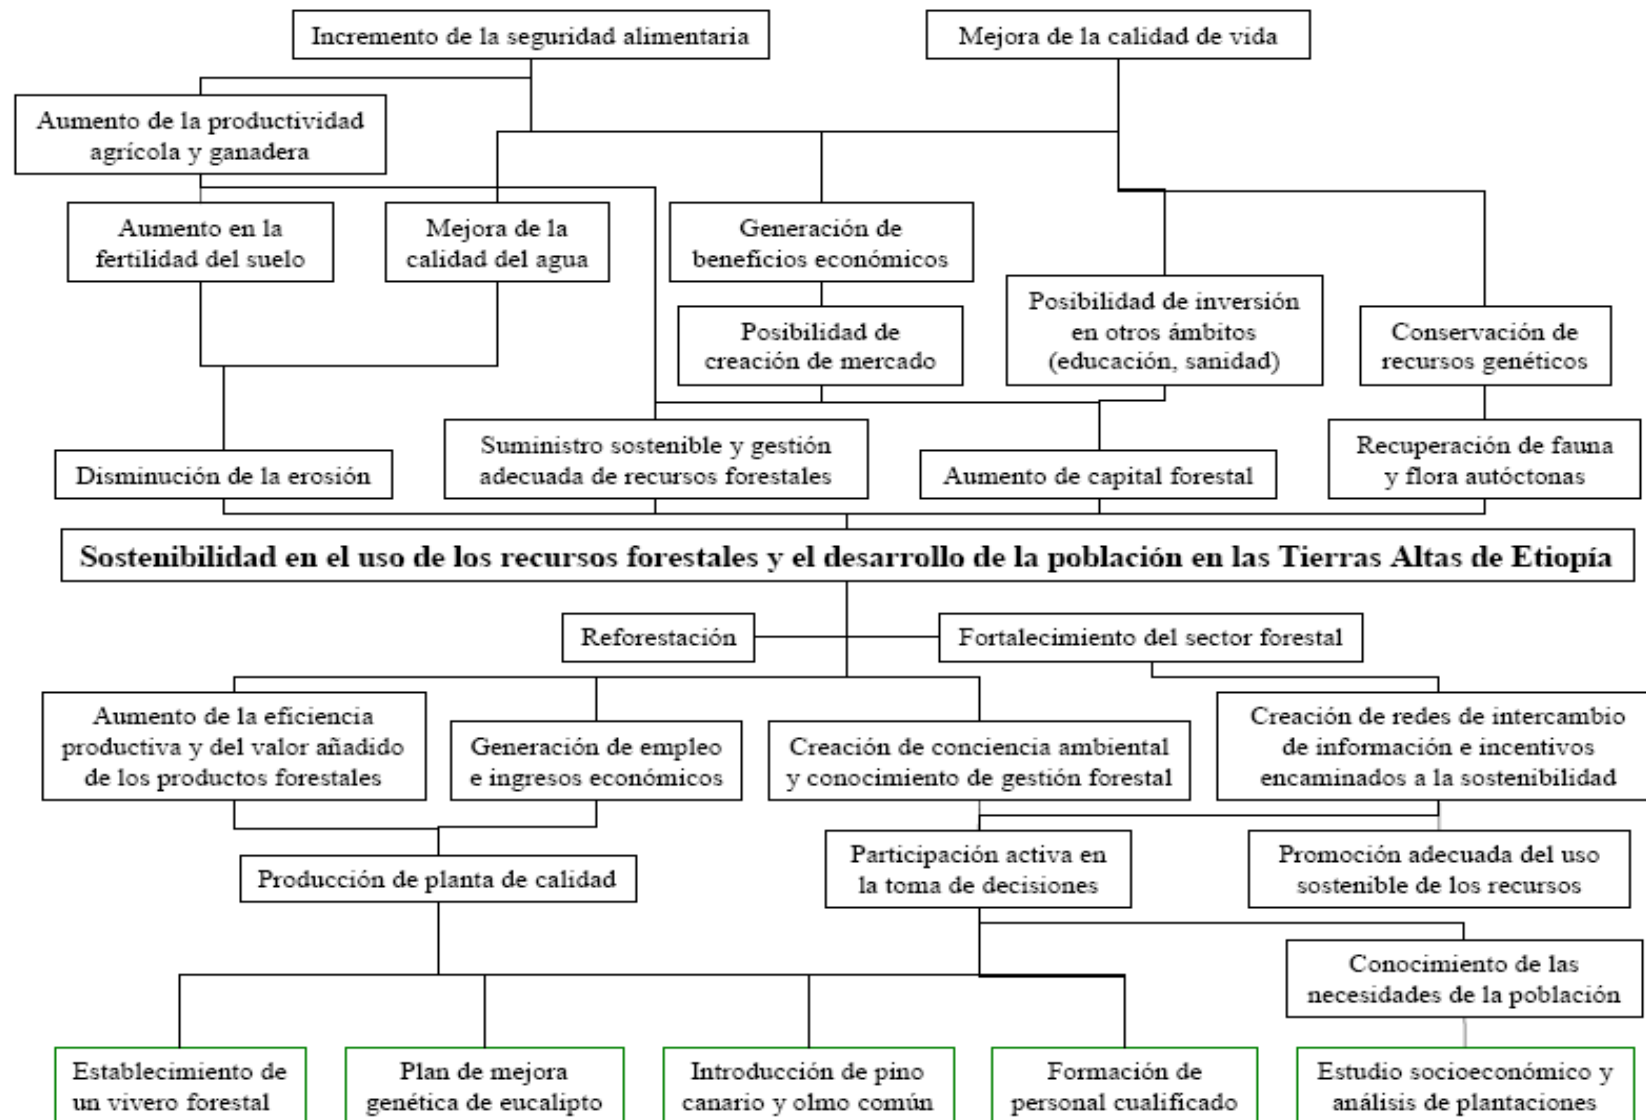 Incremento de la seguridad alimentaria
Mejora de la calidad de vida
Aumento de la productividad
agrícola y ganadera
Aumento en la
fertilidad del suelo
Mejora de la
calidad del agua
Generación de
beneficios económicos
Posibilidad de
creación de mercado
Posibilidad de inversión
en otros ámbitos
(educación, sanidad)
Conservación de
recursos genéticos
Disminución de la erosión
Suministro sostenible y gestión
adecuada de recursos forestales
Aumento de capital forestal
Recuperación de fauna
y flora autóctonas
Sostenibilidad en el uso de los recursos forestales y el desarrollo de la población en las Tierras Altas de Etiopía
Reforestación
Fortalecimiento del sector forestal
Aumento de la eficiencia
productiva y del valor añadido
de los productos forestales
Generación de empleo
e ingresos económicos
Creación de conciencia ambiental
y conocimiento de gestión forestal
Creación de redes de intercambio
de información e incentivos
encaminados a la sostenibilidad
Producción de planta de calidad
Participación activa en
la toma de decisiones
Promoción adecuada del uso
sostenible de los recursos
Conocimiento de las
necesidades de la población
Establecimiento de
un vivero forestal
Plan de mejora
genética de eucalipto
Introducción de pino
canario y olmo común
Formación de
personal cualificado
Estudio socioeconómico y
análisis de plantaciones